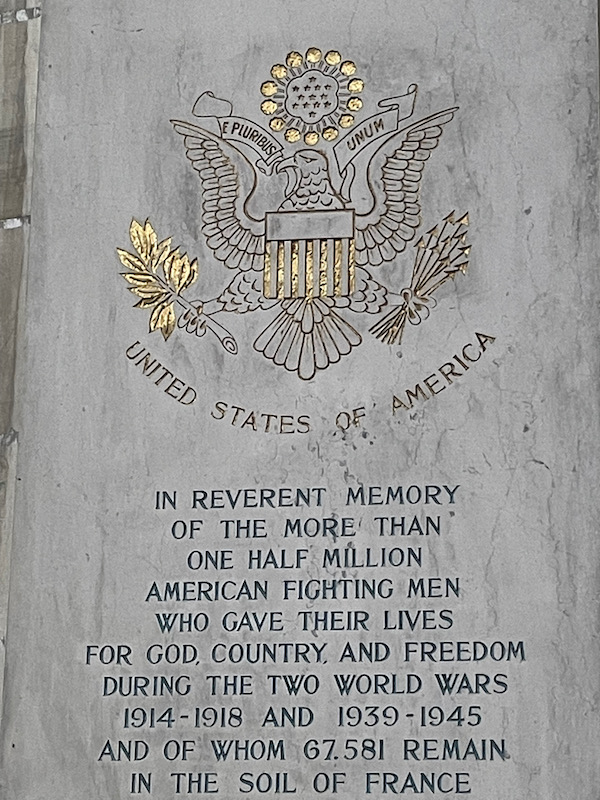 E PLURIBUS UNUM
UNITED STATES OF AMERICA
IN REVERENT MEMORY
OF THE MORE THAN
ONE HALF MILLION
AMERICAN FIGHTING MEN
WHO GAVE THEIR LIVES
FOR GOD, COUNTRY, AND FREEDOM
DURING THE TWO WORLD WARS
1914-1918 AND 1939-1945
AND OF WHOM 67.581 REMAIN
IN THE SOIL OF FRANCE